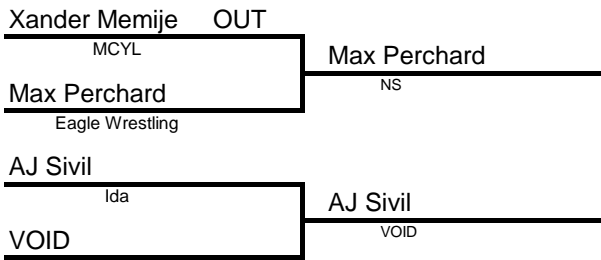 Xander Memije OUT
MCYL
Max Perchard
NS
Max Perchard
Eagle Wrestling
AJ Sivil
Ida
AJ Sivil
VOID
VOID